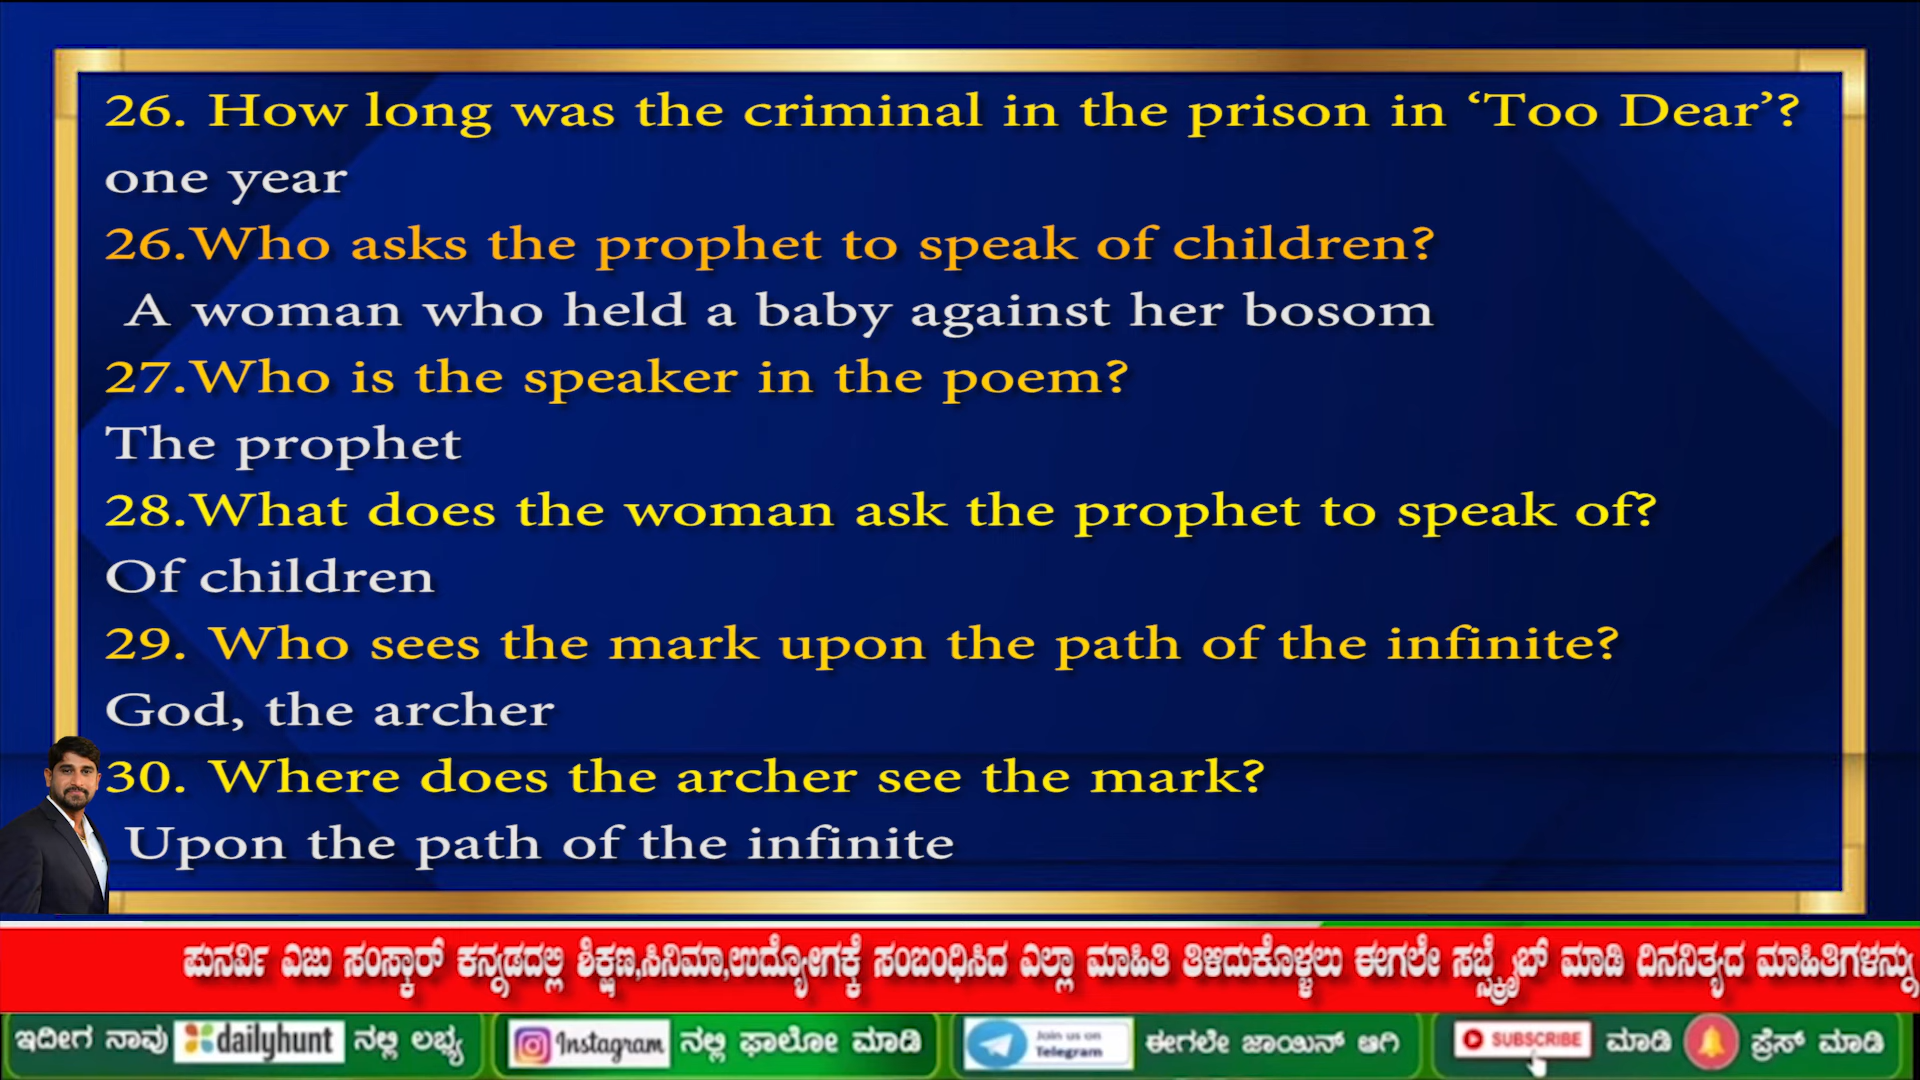 26. How long was the criminal in the prison in ‘Too Dear’?
one year
26.Who asks the prophet to speak of children?
A woman who held a baby against her bosom
27.Who is the speaker in the poem?
The prophet
28.What does the woman ask the prophet to speak of?
Of children
29. Who sees the mark upon the path of the infinite?
God, the archer
30. Where does the archer see the mark?
Upon the path of the infinite
ಪುನರ್ವಿ ಎಜು ಸಂಸ್ಕಾರ್ ಕನ್ನಡದಲ್ಲಿ ಶಿಕ್ಷಣ,ಸಿನಿಮಾ,ಉದ್ಯೋಗಕ್ಕೆ ಸಂಬಂಧಿಸಿದ ಎಲ್ಲಾ ಮಾಹಿತಿ ತಿಳಿದುಕೊಳ್ಳಲು ಈಗಲೇ ಸಬ್ಸ್ಕ್ರೈಬ್ ಮಾಡಿ ದಿನನಿತ್ಯದ ಮಾಹಿತಿಗಳನ್ನು
ಇದೀಗ ನಾವು dailyhunt ನಲ್ಲಿ ಲಭ್ಯ
Instagram ನಲ್ಲಿ ಫಾಲೋ ಮಾಡಿ
Join us on
Telegram
ಈಗಲೇ ಜಾಯಿನ್ ಆಗಿ
SUBSCRIBE ಮಾಡಿ ಪ್ರೆಸ್ ಮಾಡಿ